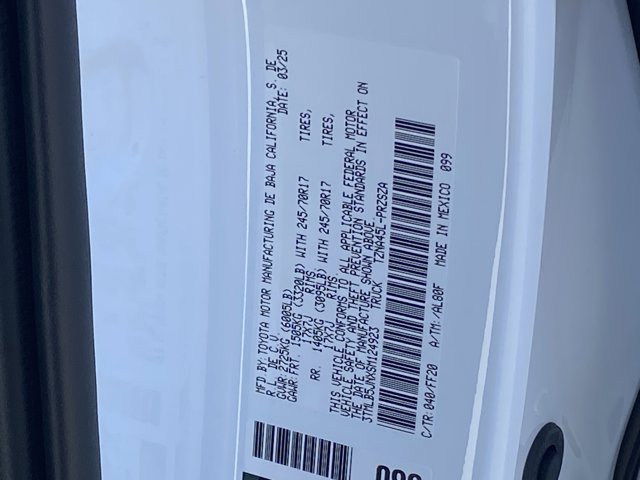 MFD BY:TOYOTA MOTOR MANUFACTURING DE BAJA CALIFORNIA, S. DE
R.L. DE C.V. DATE: 03/25
GVWR 2725KG (6005LB)
GAWR FRT. 1505KG (3320LB) WITH 245/70R17 TIRES,
17X7J RIMS
RR. 1405KG (3095LB) WITH 245/70R17 TIRES,
17X7J RIMS
THIS VEHICLE CONFORMS TO ALL APPLICABLE FEDERAL MOTOR
VEHICLE SAFETY AND THEFT PREVENTION STANDARDS IN EFFECT ON
THE DATE OF MANUFACTURE SHOWN ABOVE.
3TMLB5JNXSM124923 TRUCK TZNA45L-PRZSZA
C/TR: 040/FF20 A/TM: /AL80F MADE IN MEXICO 099